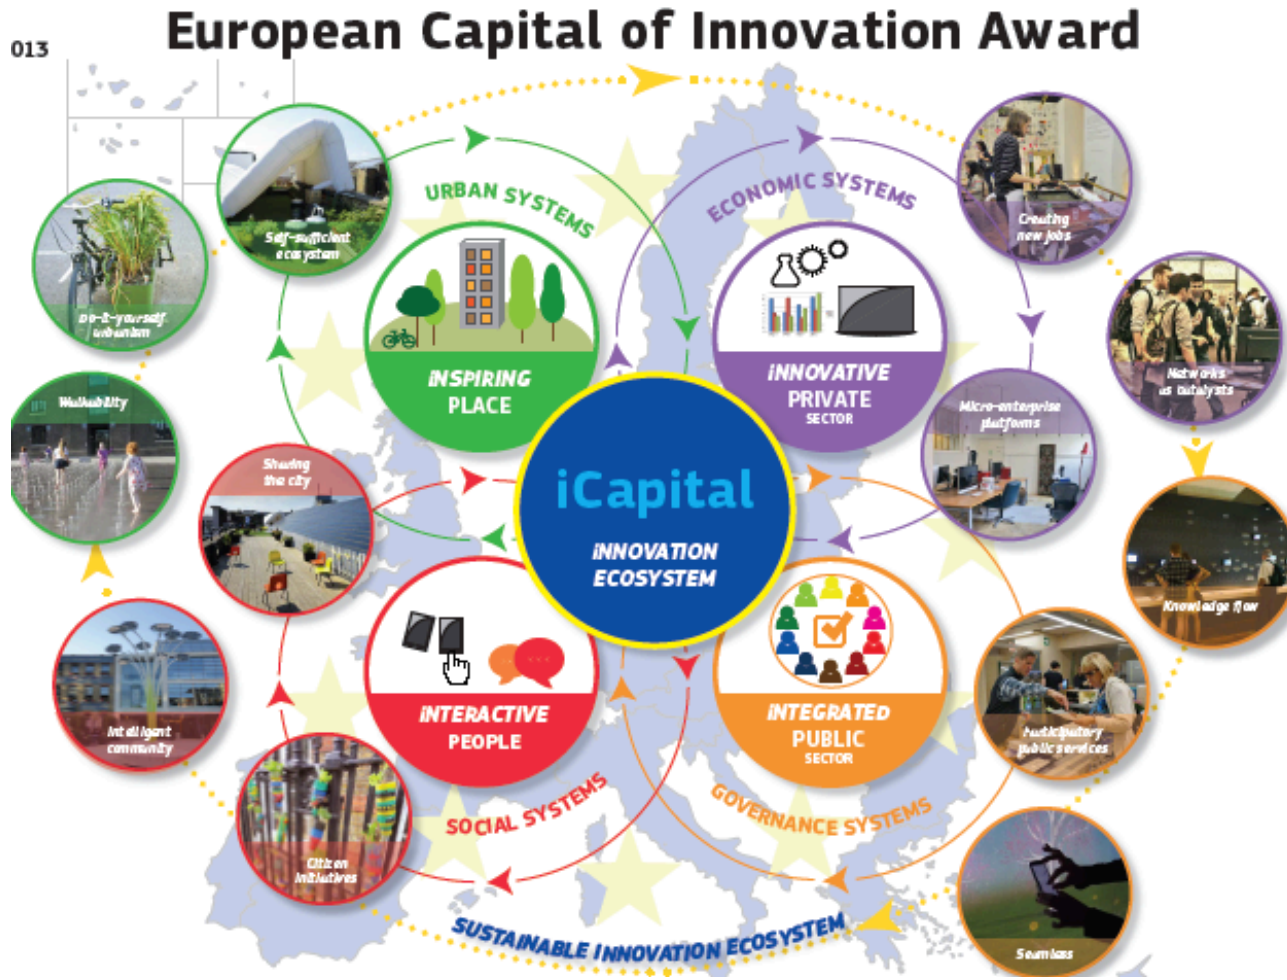 European Capital of Innovation Award
013
URBAN SYSTEMS
ECONOMIC SYSTEMS
Self-sufficient
ecosystem
Creating
new jobs
Do-it-yourself
urbanism
iNSPIRING
PLACE
iNNOVATIVE
PRIVATE
SECTOR
Networks
as catalysts
Walkability
Micro-enterprise
platforms
Sharing
the city
iCapital
iNNOVATION
ECOSYSTEM
Knowledge flow
Intelligent
community
iNTERACTIVE
PEOPLE
iNTEGRATED
PUBLIC
SECTOR
Participatory
public services
SOCIAL SYSTEMS
GOVERNANCE SYSTEMS
Citizen
initiatives
SUSTAINABLE INNOVATION ECOSYSTEM
Seamless